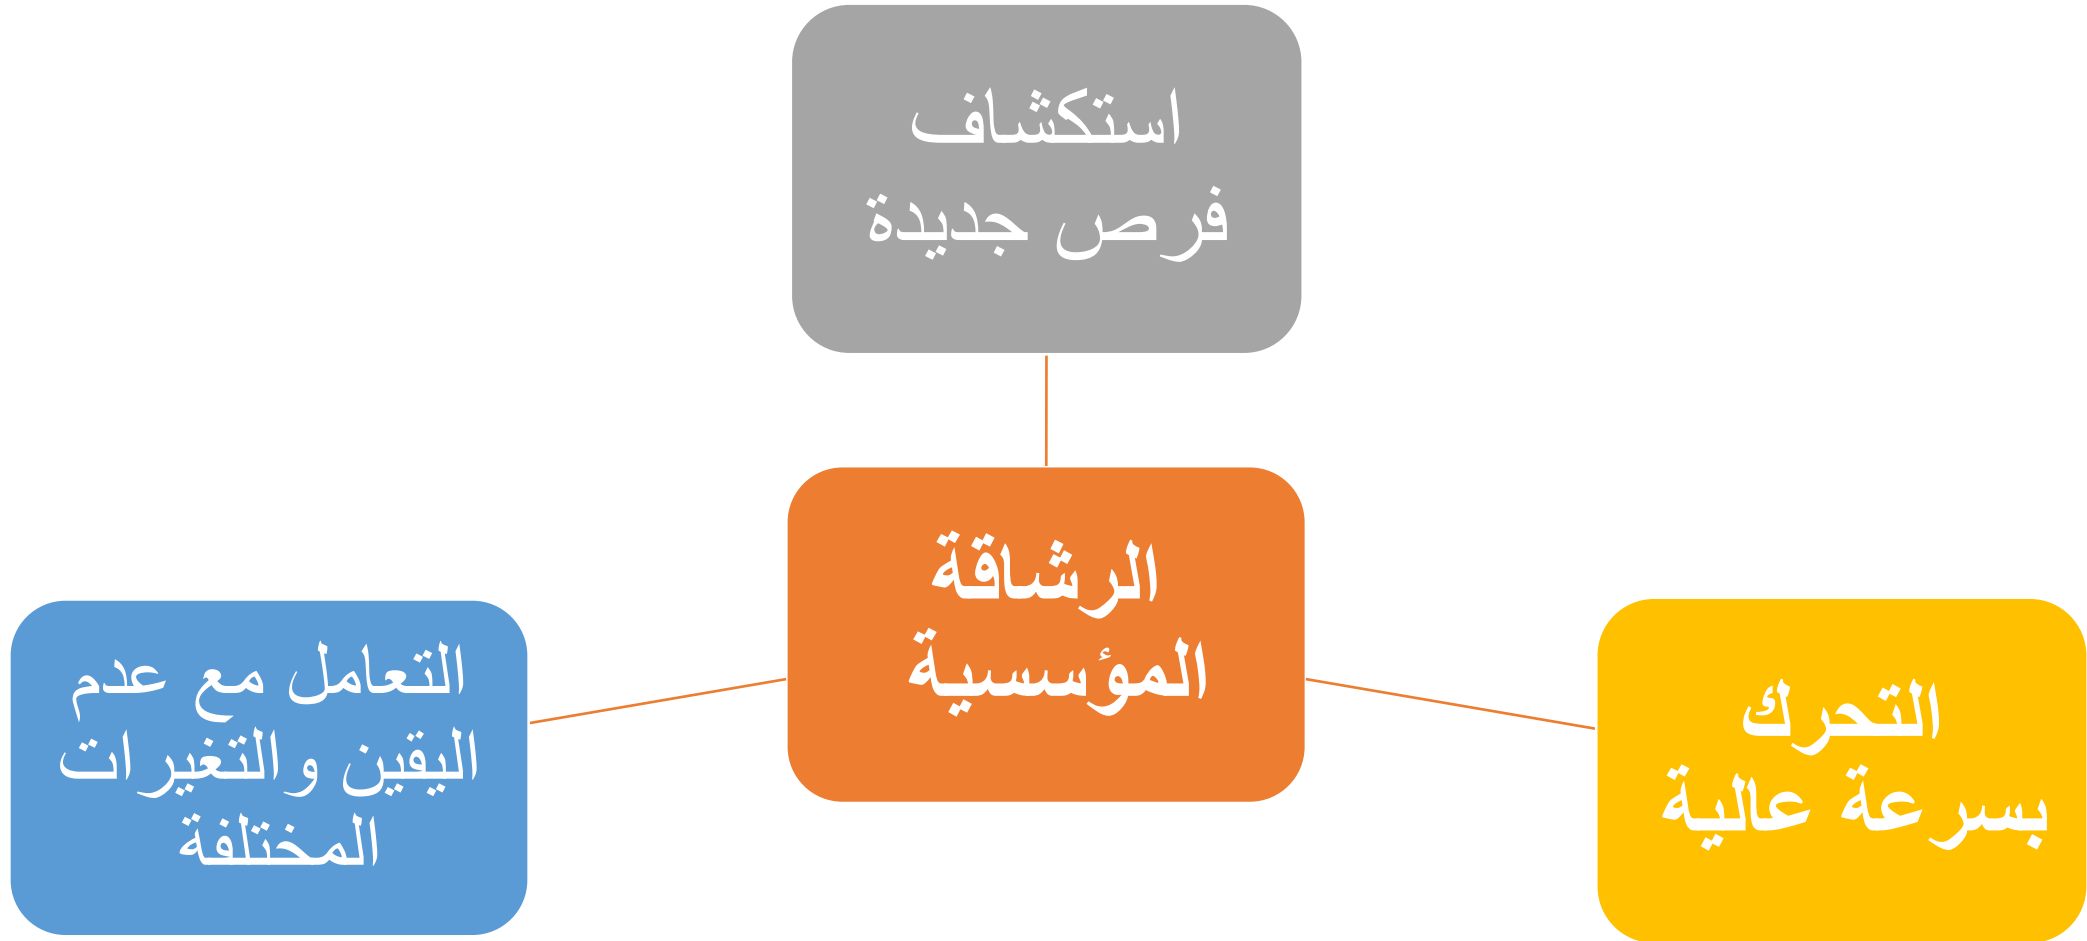 استكشاف
فرص جديدة
الرشاقة
المؤسسية
التحرك
بسرعة عالية
التعامل مع عدم
اليقين والتغيرات
المختلفة